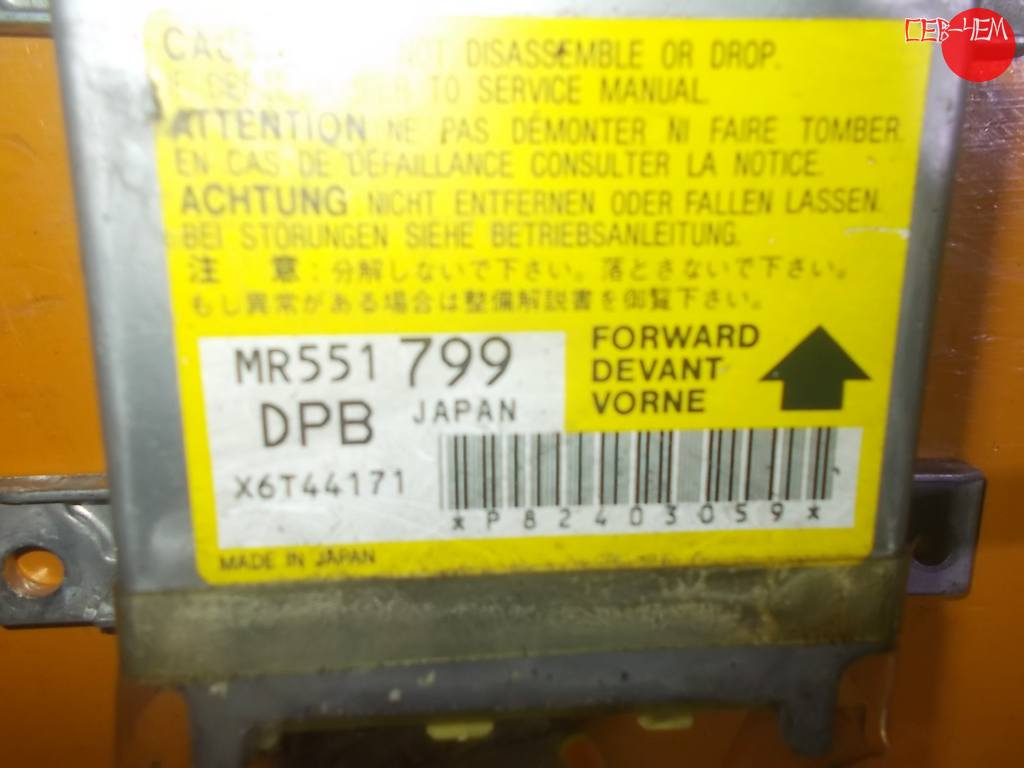 CEB-ЧEM
NOT DISASSEMBLE OR DROP.
TO SERVICE MANUAL.
ATTENTION NE PAS DÉMONTER NI FAIRE TOMBER.
EN CAS DE DÉFAILLANCE CONSULTER LA NOTICE.
ACHTUNG NICHT ENTFERNEN ODER FALLEN LASSEN.
BEI STÖRUNGEN SIEHE BETRIEBSANLEITUNG.
注 意:分解しないで下さい。落とさないで下さい。
もし異常がある場合は整備解説書を御覧下さい。
MR551 799
DPB JAPAN
X6T44171
FORWARD
DEVANT
VORNE
*P82403059*
MADE IN JAPAN